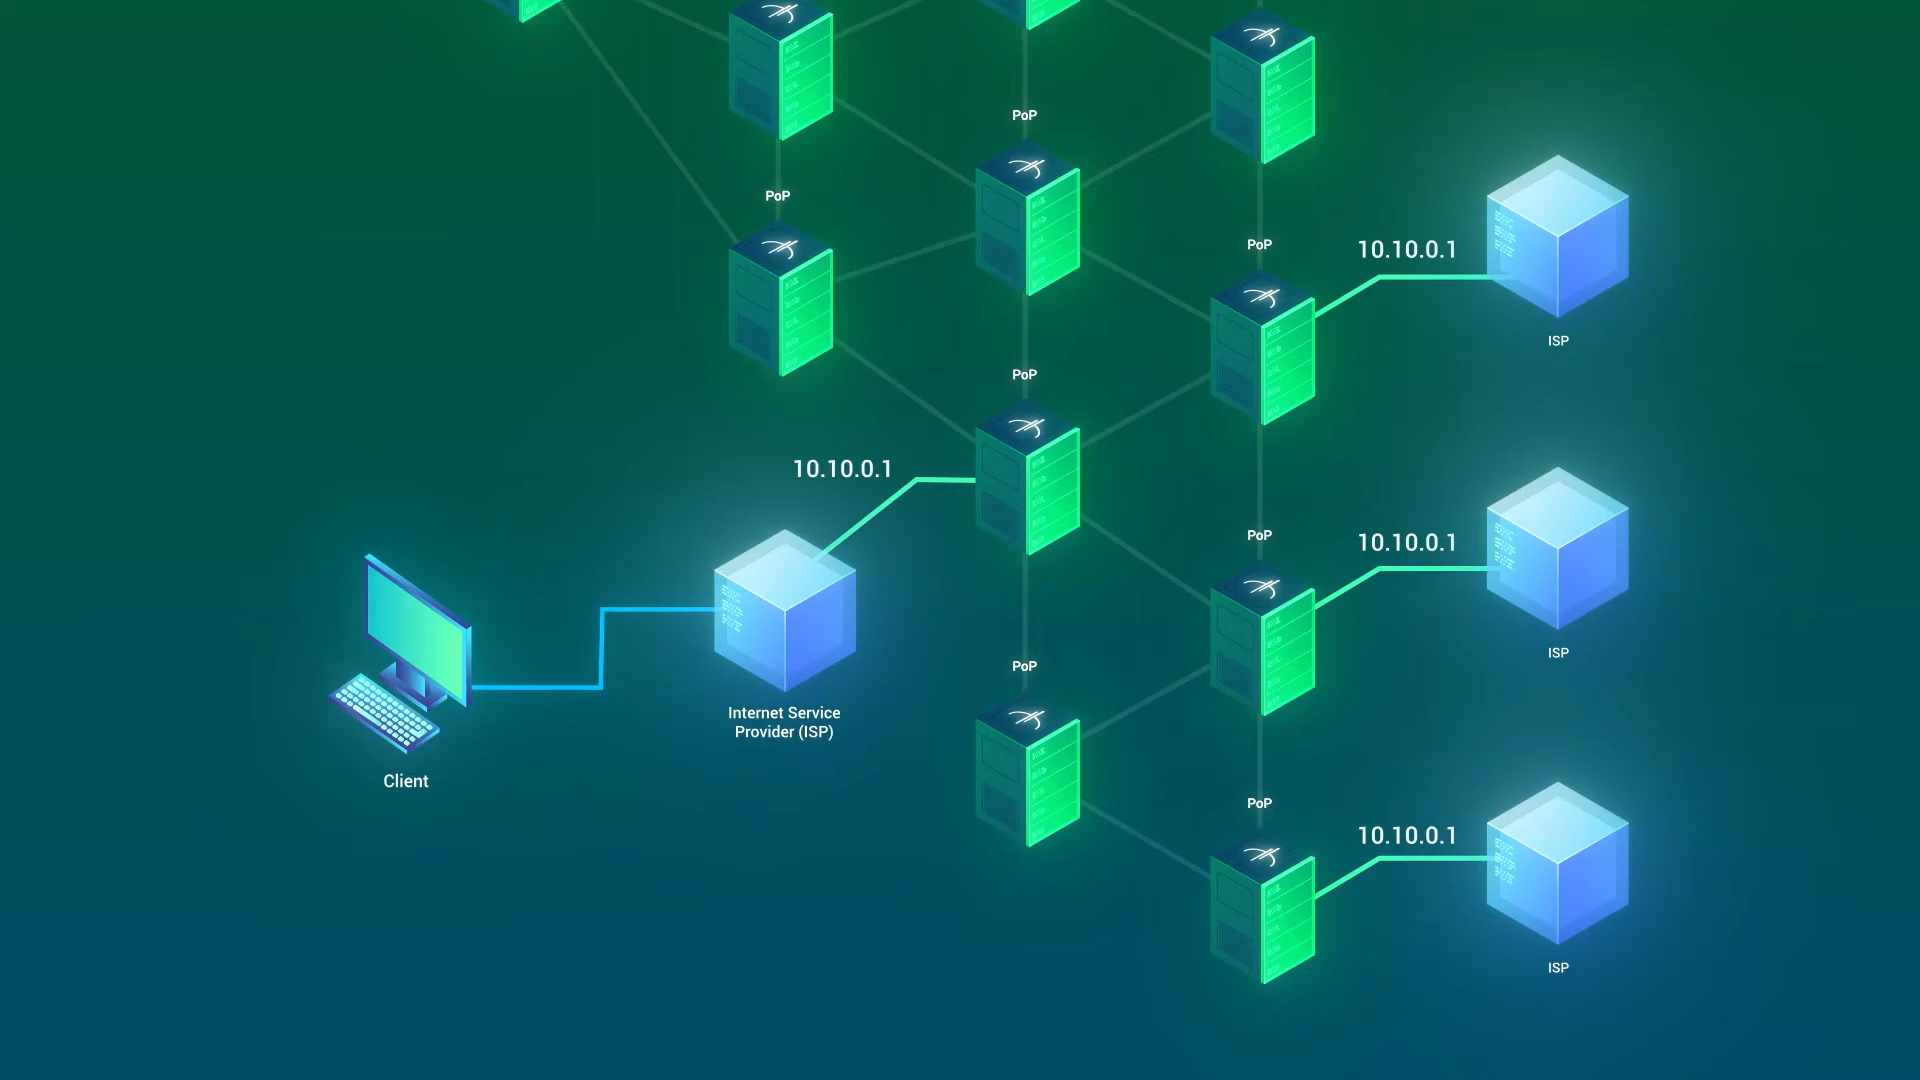 PoP
PoP
PoP
10.10.0.1
ISP
PoP
10.10.0.1
PoP
10.10.0.1
ISP
PoP
Internet Service
Provider (ISP)
Client
PoP
10.10.0.1
ISP